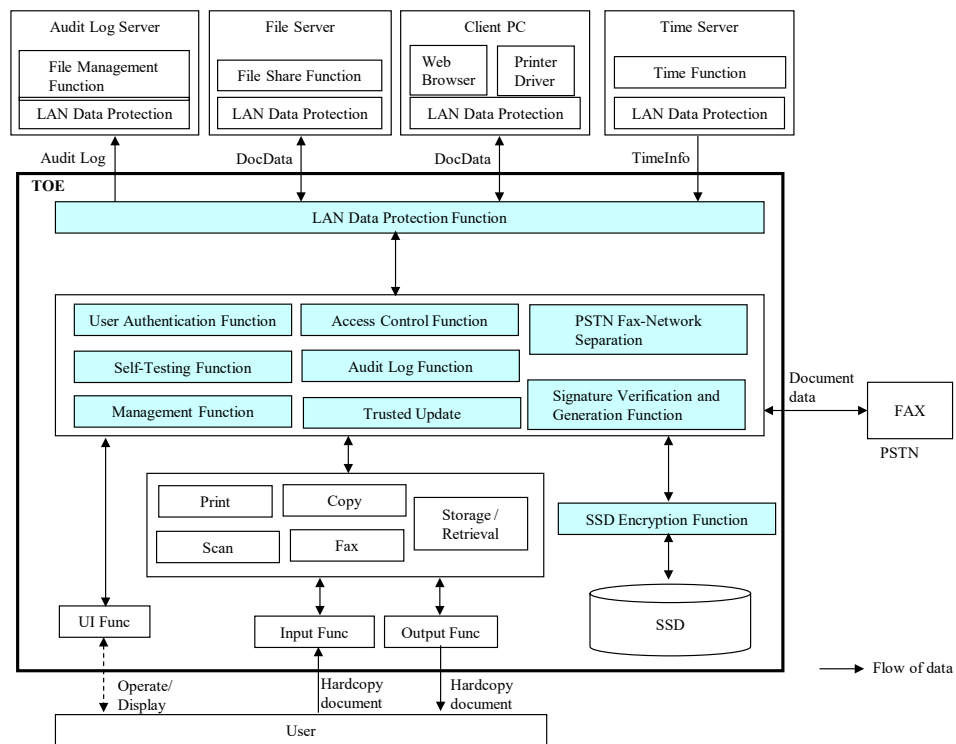 Audit Log Server
File Management
Function
LAN Data Protection
File Server
File Share Function
LAN Data Protection
Client PC
Web
Browser
Printer
Driver
LAN Data Protection
Time Server
Time Function
LAN Data Protection
Audit Log
DocData
DocData
TimeInfo
TOE
LAN Data Protection Function
User Authentication Function
Access Control Function
PSTN Fax-Network
Separation
Self-Testing Function
Audit Log Function
Management Function
Trusted Update
Signature Verification and
Generation Function
Document
data
FAX
PSTN
Print
Copy
Storage /
Retrieval
Scan
Fax
SSD Encryption Function
SSD
UI Func
Input Func
Output Func
Flow of data
Operate/
Display
Hardcopy
document
Hardcopy
document
User